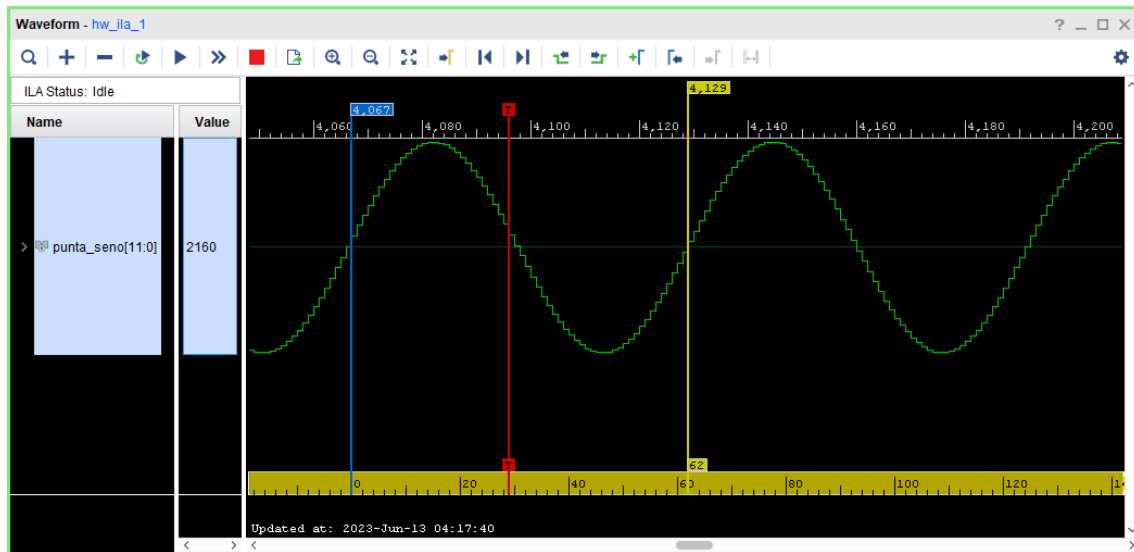 Waveform - hw_ila_1
ILA Status: Idle
Name Value
punta_seno[11:0] 2160
4,067 T 4,129
4,060 4,080 4,100 4,120 4,140 4,160 4,180 4,200
T 62
0 20 40 60 80 100 120 14
Updated at: 2023-Jun-13 04:17:40